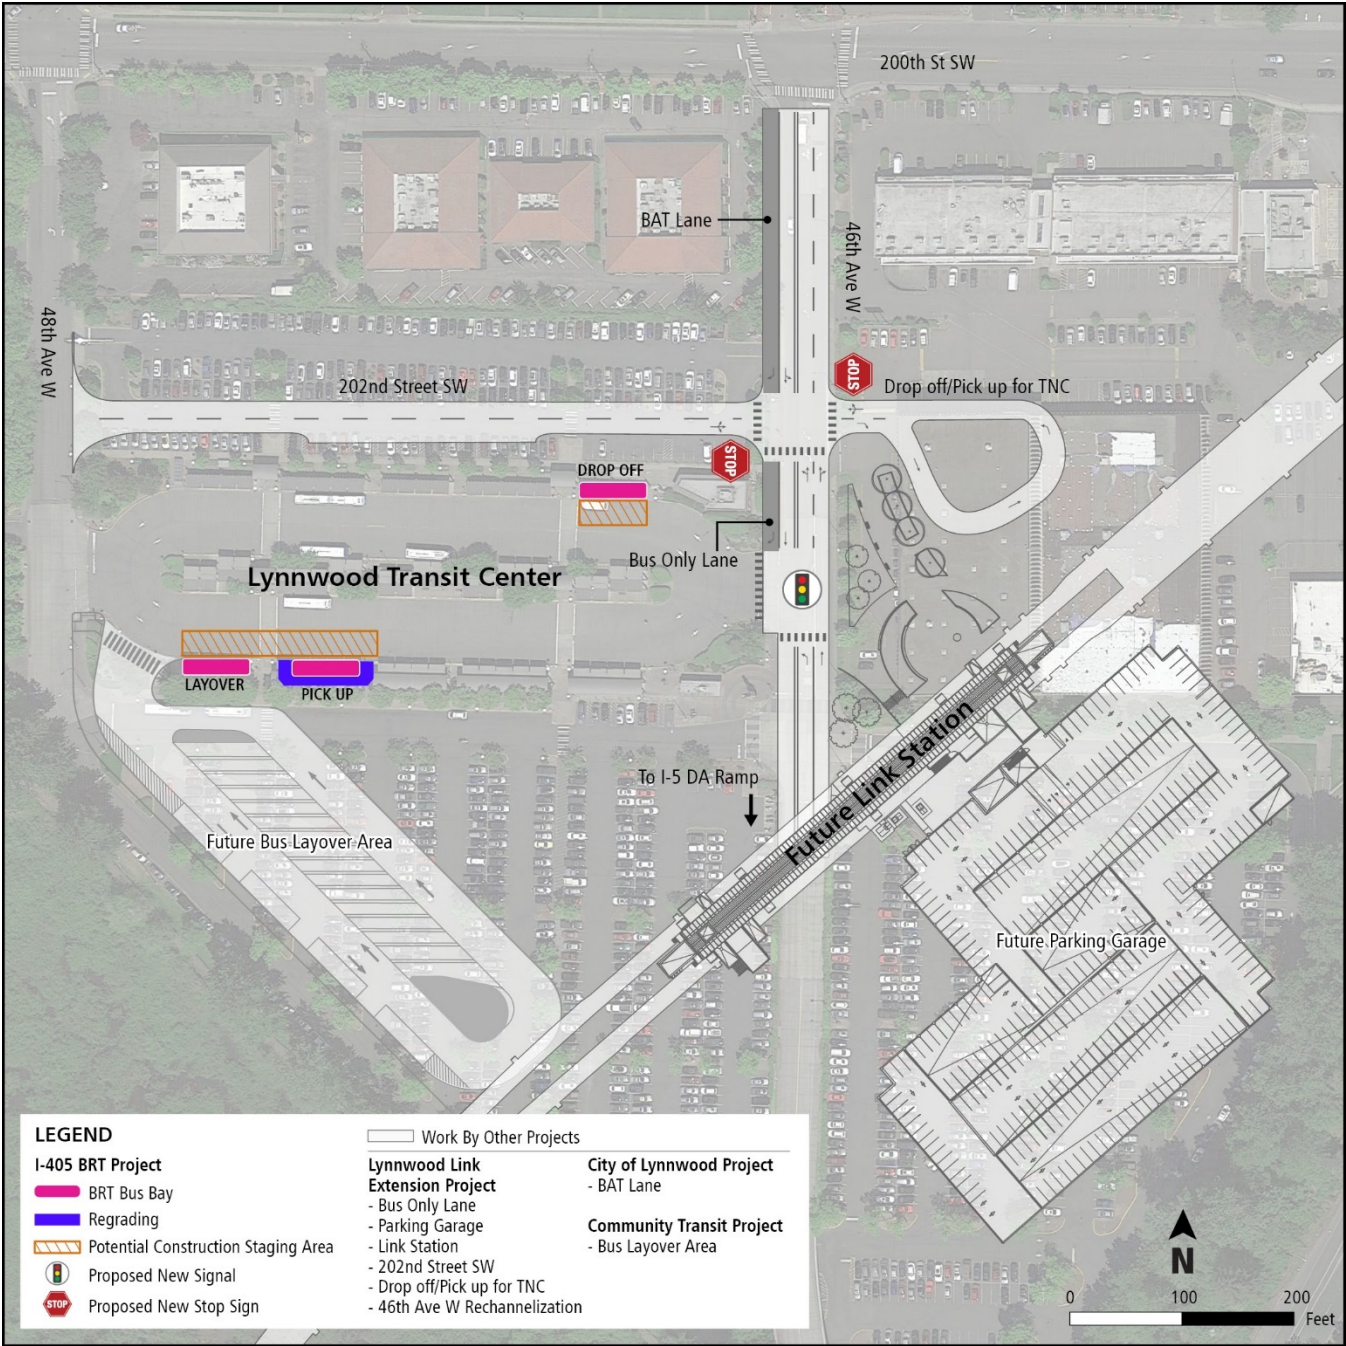 200th St SW
BAT Lane
46th Ave W
48th Ave W
STOP
202nd Street SW
Drop off/Pick up for TNC
STOP
DROP OFF
Bus Only Lane
Lynnwood Transit Center
LAYOVER
PICK UP
To I-5 DA Ramp
Future Link Station
Future Bus Layover Area
Future Parking Garage
LEGEND
I-405 BRT Project
BRT Bus Bay
Regrading
Potential Construction Staging Area
Proposed New Signal
STOP
Proposed New Stop Sign
Work By Other Projects
Lynnwood Link
Extension Project
- Bus Only Lane
- Parking Garage
- Link Station
- 202nd Street SW
- Drop off/Pick up for TNC
- 46th Ave W Rechannelization
City of Lynnwood Project
- BAT Lane
Community Transit Project
- Bus Layover Area
N
0 100 200
Feet